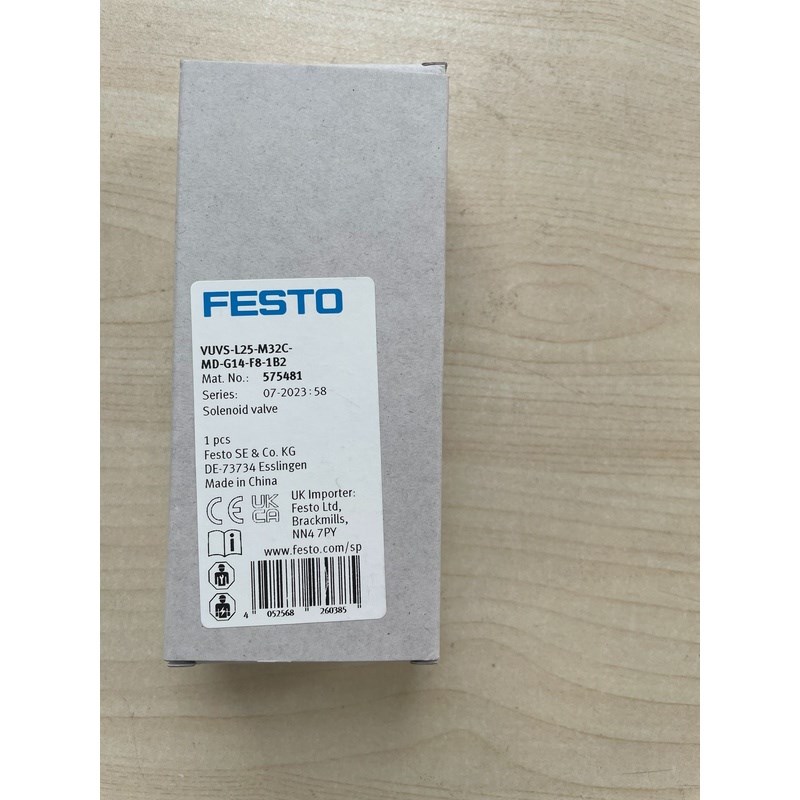 FESTO
VUVS-L25-M32C-
MD-G14-F8-1B2
Mat. No.: 575481
Series: 07-2023:58
Solenoid valve
1 pcs
Festo SE & Co. KG
DE-73734 Esslingen
Made in China
CE UK CA
UK Importer:
Festo Ltd,
Brackmills,
NN4 7PY
www.festo.com/sp
4 052568 260385